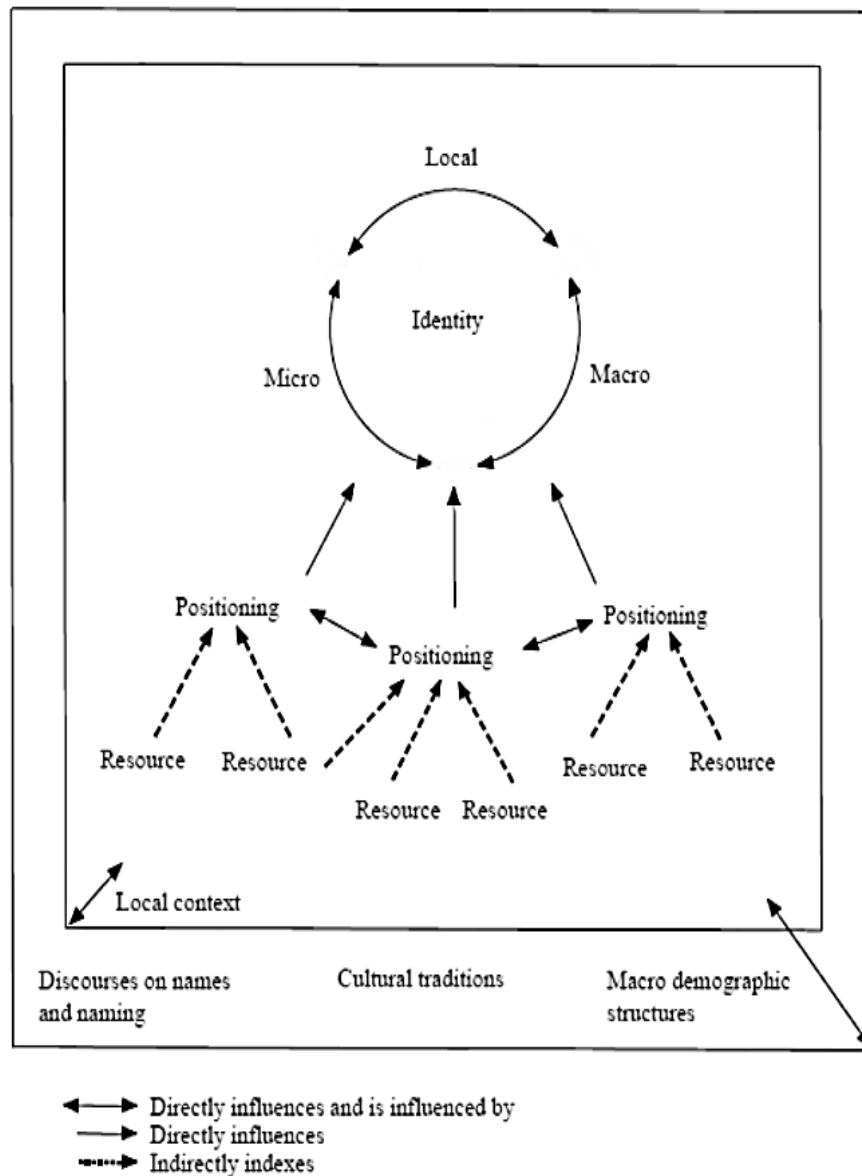 Local
Identity
Micro
Macro
Positioning
Positioning
Positioning
Resource
Resource
Resource
Resource
Resource
Resource
Local context
Discourses on names
and naming
Cultural traditions
Macro demographic
structures
Directly influences and is influenced by
Directly influences
Indirectly indexes